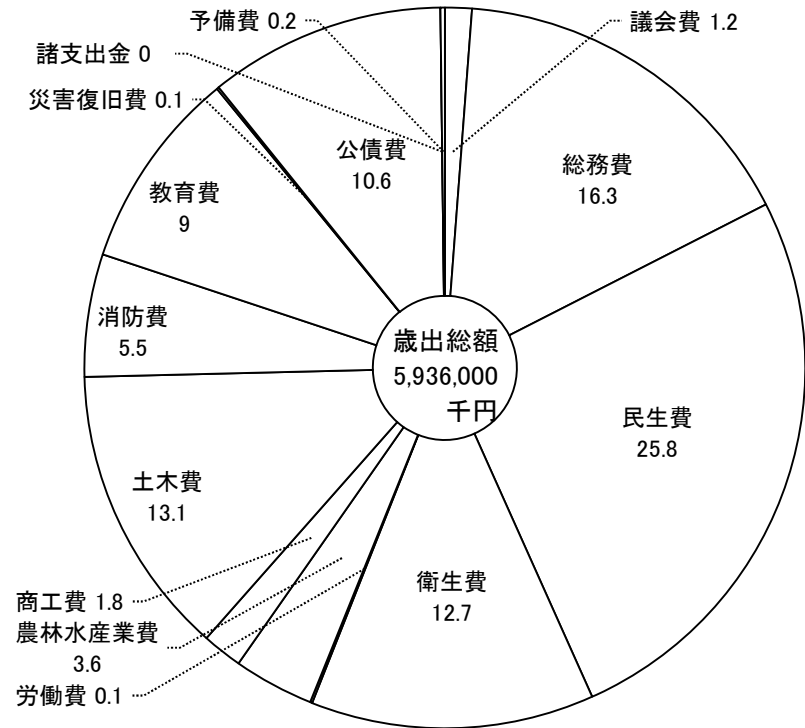 予備費 0.2
議会費 1.2
諸支出金 0
災害復旧費 0.1
公債費
10.6
総務費
16.3
教育費
9
消防費
5.5
歳出総額
5,936,000
千円
民生費
25.8
土木費
13.1
衛生費
12.7
商工費 1.8
農林水産業費
3.6
労働費 0.1